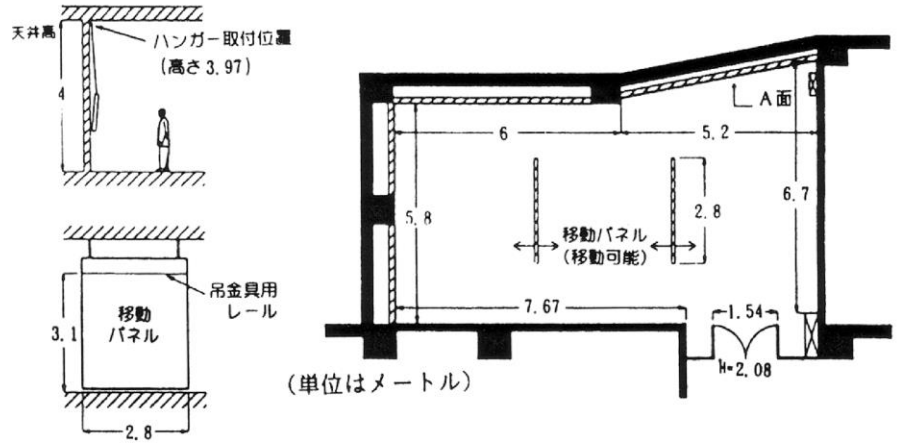 天井高
ハンガー取付位置
(高さ3.97)
4
吊金具用
レール
移動
パネル
3.1
2.8
A面
6
5.2
5.8
6.7
2.8
移動パネル
(移動可能)
7.67
1.54
H=2.08
(単位はメートル)